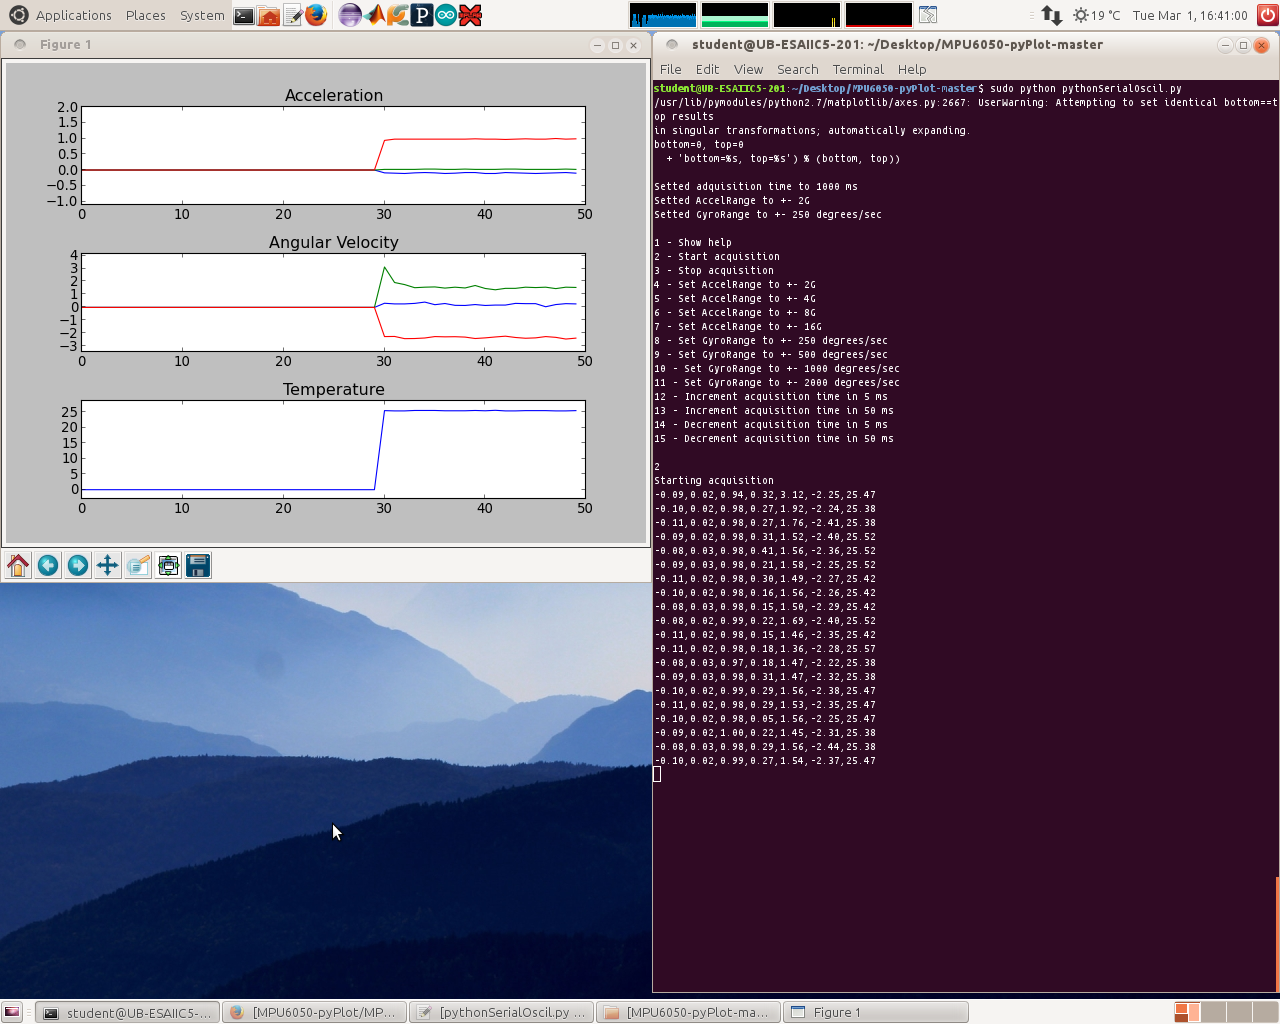 Applications Places System
19 °C Tue Mar 1, 16:41:00
Figure 1
Acceleration
2.0
1.5
1.0
0.5
0.0
−0.5
−1.0
0 10 20 30 40 50
Angular Velocity
4
3
2
1
0
−1
−2
−3
0 10 20 30 40 50
Temperature
25
20
15
10
5
0
0 10 20 30 40 50
student@UB-ESAIIC5-201: ~/Desktop/MPU6050-pyPlot-master
File Edit View Search Terminal Help
student@UB-ESAIIC5-201:~/Desktop/MPU6050-pyPlot-master$ sudo python pythonSerialOscil.py
/usr/lib/pymodules/python2.7/matplotlib/axes.py:2667: UserWarning: Attempting to set identical bottom==t
op results
in singular transformations; automatically expanding.
bottom=0, top=0
+ 'bottom=%s, top=%s') % (bottom, top))
Setted adquisition time to 1000 ms
Setted AccelRange to +- 2G
Setted GyroRange to +- 250 degrees/sec
1 - Show help
2 - Start acquisition
3 - Stop acquisition
4 - Set AccelRange to +- 2G
5 - Set AccelRange to +- 4G
6 - Set AccelRange to +- 8G
7 - Set AccelRange to +- 16G
8 - Set GyroRange to +- 250 degrees/sec
9 - Set GyroRange to +- 500 degrees/sec
10 - Set GyroRange to +- 1000 degrees/sec
11 - Set GyroRange to +- 2000 degrees/sec
12 - Increment acquisition time in 5 ms
13 - Increment acquisition time in 50 ms
14 - Decrement acquisition time in 5 ms
15 - Decrement acquisition time in 50 ms
2
Starting acquisition
-0.09,0.02,0.94,0.32,3.12,-2.25,25.47
-0.10,0.02,0.98,0.27,1.92,-2.24,25.38
-0.11,0.02,0.98,0.27,1.76,-2.41,25.38
-0.09,0.02,0.98,0.31,1.52,-2.40,25.52
-0.08,0.03,0.98,0.41,1.56,-2.36,25.52
-0.09,0.03,0.98,0.21,1.58,-2.25,25.52
-0.11,0.02,0.98,0.30,1.49,-2.27,25.42
-0.10,0.02,0.98,0.16,1.56,-2.26,25.42
-0.08,0.03,0.98,0.15,1.50,-2.29,25.42
-0.08,0.02,0.99,0.22,1.69,-2.40,25.52
-0.11,0.02,0.98,0.15,1.46,-2.35,25.42
-0.11,0.02,0.98,0.18,1.36,-2.28,25.57
-0.08,0.03,0.97,0.18,1.47,-2.22,25.38
-0.09,0.03,0.98,0.31,1.47,-2.32,25.38
-0.10,0.02,0.99,0.29,1.56,-2.38,25.47
-0.11,0.02,0.98,0.29,1.53,-2.35,25.47
-0.10,0.02,0.98,0.05,1.56,-2.25,25.47
-0.09,0.02,1.00,0.22,1.45,-2.31,25.38
-0.08,0.03,0.98,0.29,1.56,-2.44,25.38
-0.10,0.02,0.99,0.27,1.54,-2.37,25.47
student@UB-ESAIIC5-... [MPU6050-pyPlot/MP... [pythonSerialOscil.py ... [MPU6050-pyPlot-ma... Figure 1